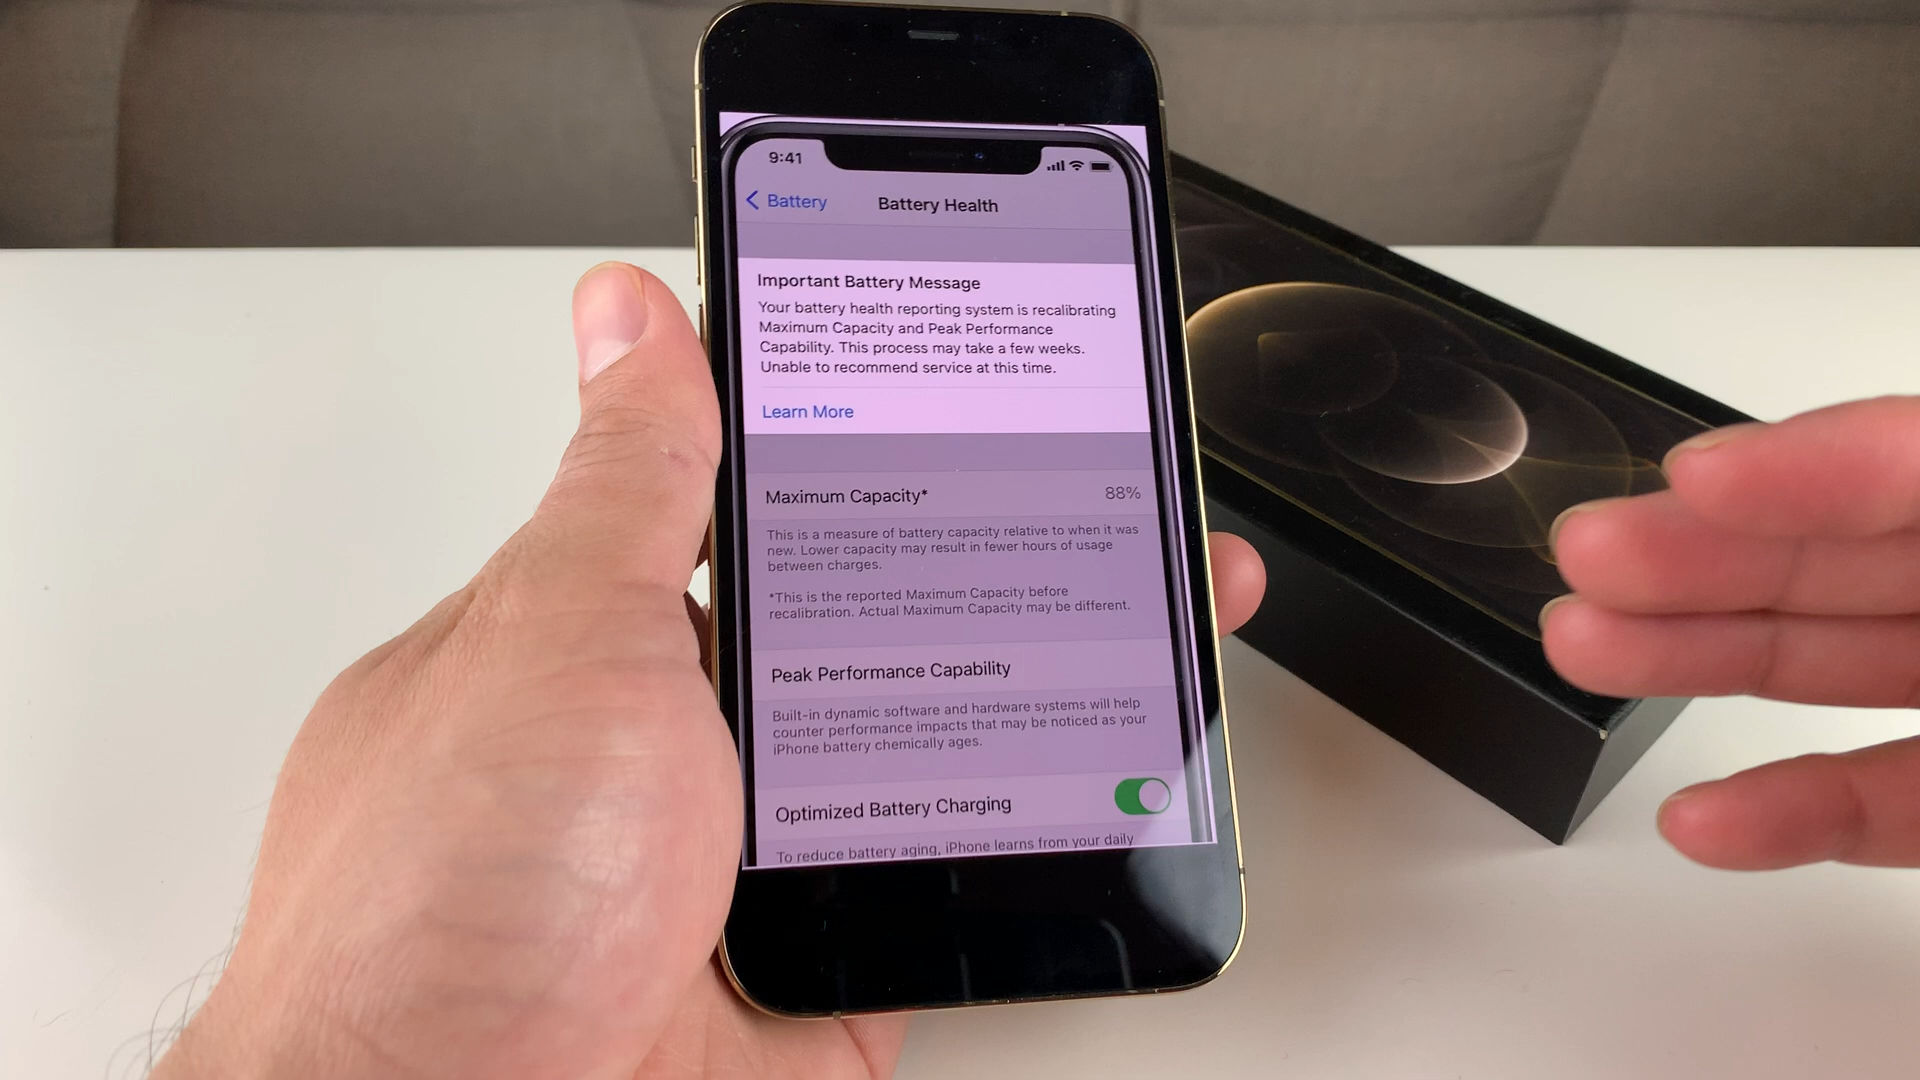 9:41
Battery
Battery Health
Important Battery Message
Your battery health reporting system is recalibrating
Maximum Capacity and Peak Performance
Capability. This process may take a few weeks.
Unable to recommend service at this time.
Learn More
Maximum Capacity*
88%
This is a measure of battery capacity relative to when it was
new. Lower capacity may result in fewer hours of usage
between charges.
*This is the reported Maximum Capacity before
recalibration. Actual Maximum Capacity may be different.
Peak Performance Capability
Built-in dynamic software and hardware systems will help
counter performance impacts that may be noticed as your
iPhone battery chemically ages.
Optimized Battery Charging
To reduce battery aging, iPhone learns from your daily